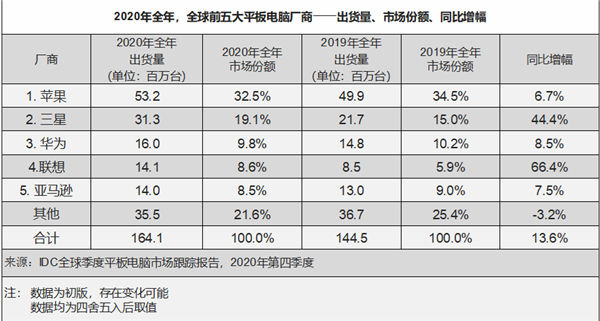 2020年全年，全球前五大平板电脑厂商——出货量、市场份额、同比增幅
厂商 2020年全年出货量（单位：百万台） 2020年全年市场份额 2019年全年出货量（单位：百万台） 2019年全年市场份额 同比增幅
1. 苹果 53.2 32.5% 49.9 34.5% 6.7%
2. 三星 31.3 19.1% 21.7 15.0% 44.4%
3. 华为 16.0 9.8% 14.8 10.2% 8.5%
4.联想 14.1 8.6% 8.5 5.9% 66.4%
5. 亚马逊 14.0 8.5% 13.0 9.0% 7.5%
其他 35.5 21.6% 36.7 25.4% -3.2%
合计 164.1 100.0% 144.5 100.0% 13.6%
来源：IDC全球季度平板电脑市场跟踪报告，2020年第四季度
注： 数据为初版，存在变化可能
数据均为四舍五入后取值